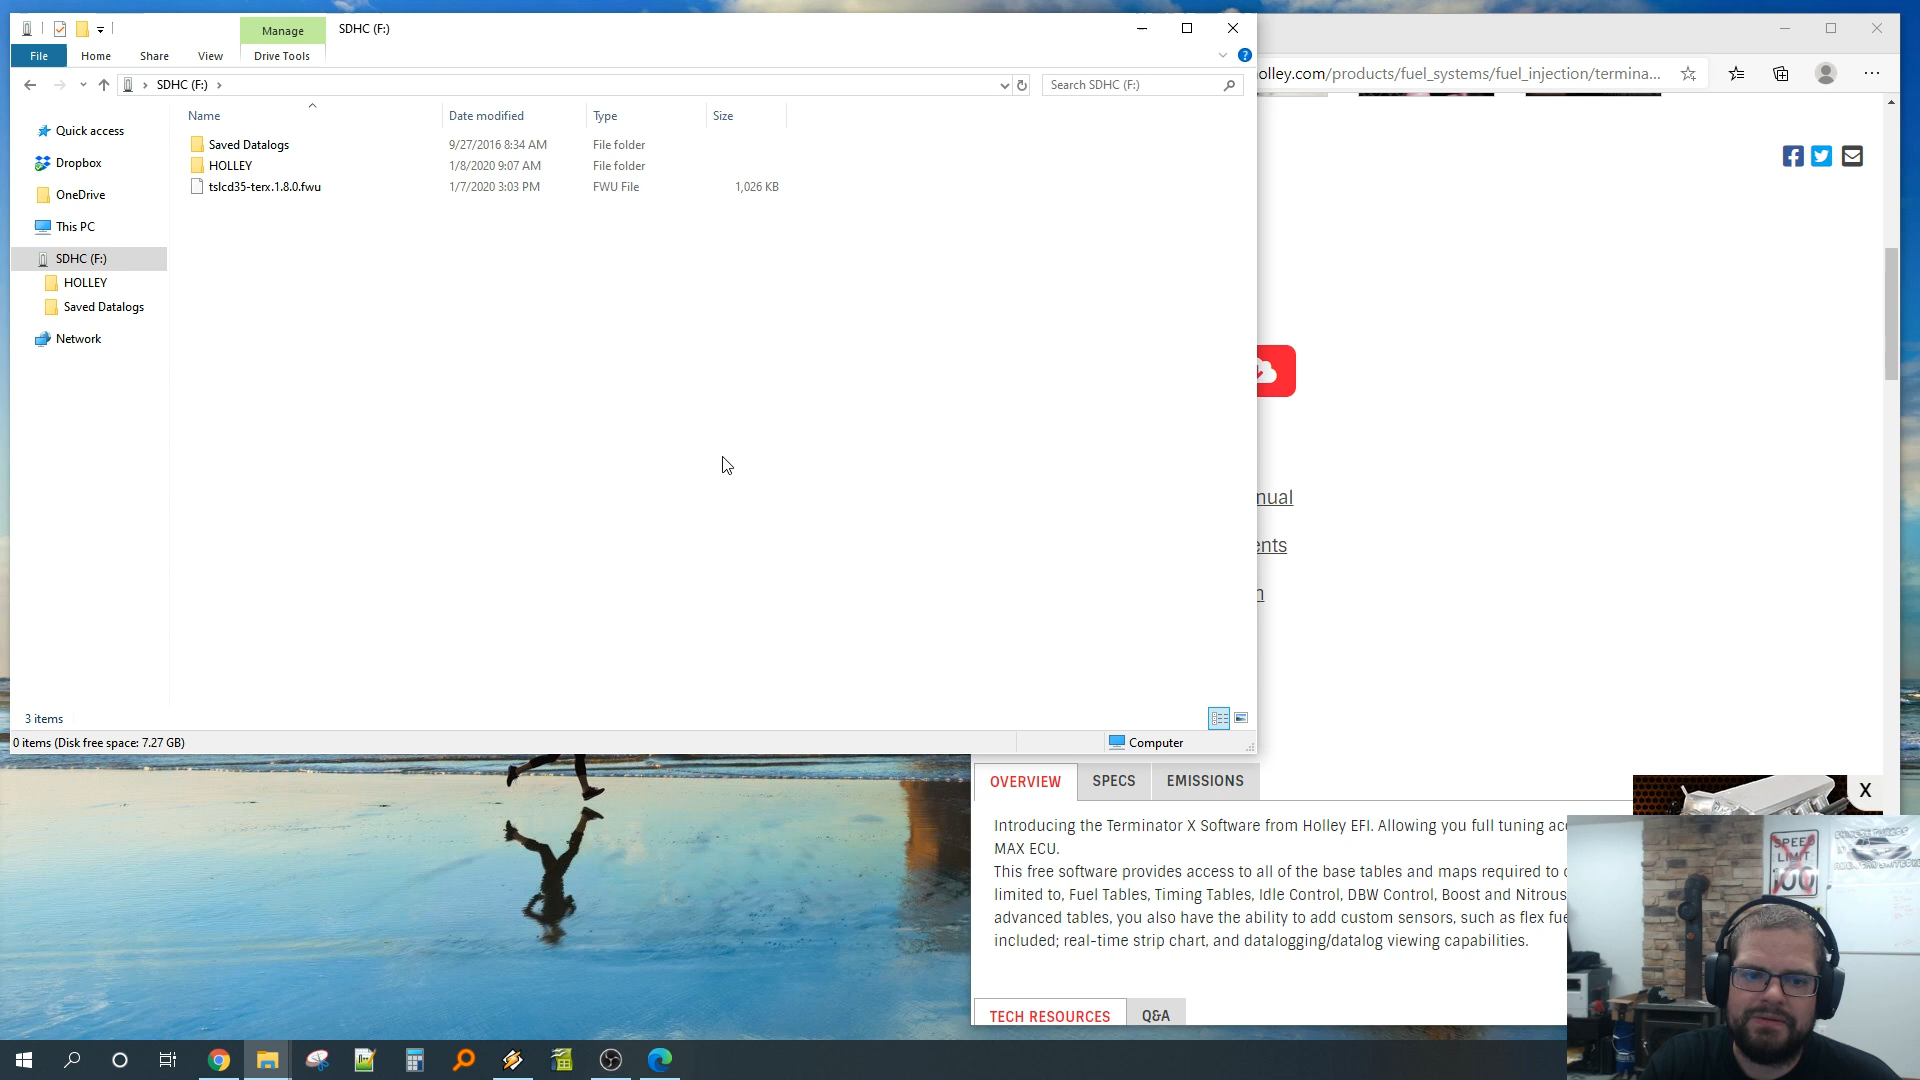 Manage
SDHC (F:)
File
Home
Share
View
Drive Tools
SDHC (F:)
Search SDHC (F:)
Name
Date modified
Type
Size
Quick access
Dropbox
OneDrive
This PC
SDHC (F:)
HOLLEY
Saved Datalogs
Network
Saved Datalogs 9/27/2016 8:34 AM File folder
HOLLEY 1/8/2020 9:07 AM File folder
tslcd35-terx.1.8.0.fwu 1/7/2020 3:03 PM FWU File 1,026 KB
3 items
0 items (Disk free space: 7.27 GB)
Computer
olley.com/products/fuel_systems/fuel_injection/termina...
nual
ents
n
OVERVIEW
SPECS
EMISSIONS
X
Introducing the Terminator X Software from Holley EFI. Allowing you full tuning acc
MAX ECU.
This free software provides access to all of the base tables and maps required to c
limited to, Fuel Tables, Timing Tables, Idle Control, DBW Control, Boost and Nitrous
advanced tables, you also have the ability to add custom sensors, such as flex fue
included; real-time strip chart, and datalogging/datalog viewing capabilities.
TECH RESOURCES
Q&A
SPEED
LIMIT
100